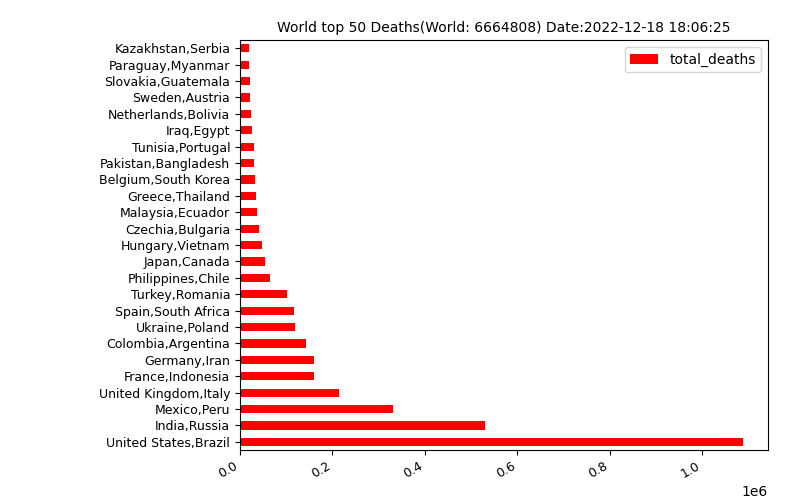 World top 50 Deaths(World: 6664808) Date:2022-12-18 18:06:25
total_deaths
Kazakhstan,Serbia
Paraguay,Myanmar
Slovakia,Guatemala
Sweden,Austria
Netherlands,Bolivia
Iraq,Egypt
Tunisia,Portugal
Pakistan,Bangladesh
Belgium,South Korea
Greece,Thailand
Malaysia,Ecuador
Czechia,Bulgaria
Hungary,Vietnam
Japan,Canada
Philippines,Chile
Turkey,Romania
Spain,South Africa
Ukraine,Poland
Colombia,Argentina
Germany,Iran
France,Indonesia
United Kingdom,Italy
Mexico,Peru
India,Russia
United States,Brazil
0.0 0.2 0.4 0.6 0.8 1.0
1e6